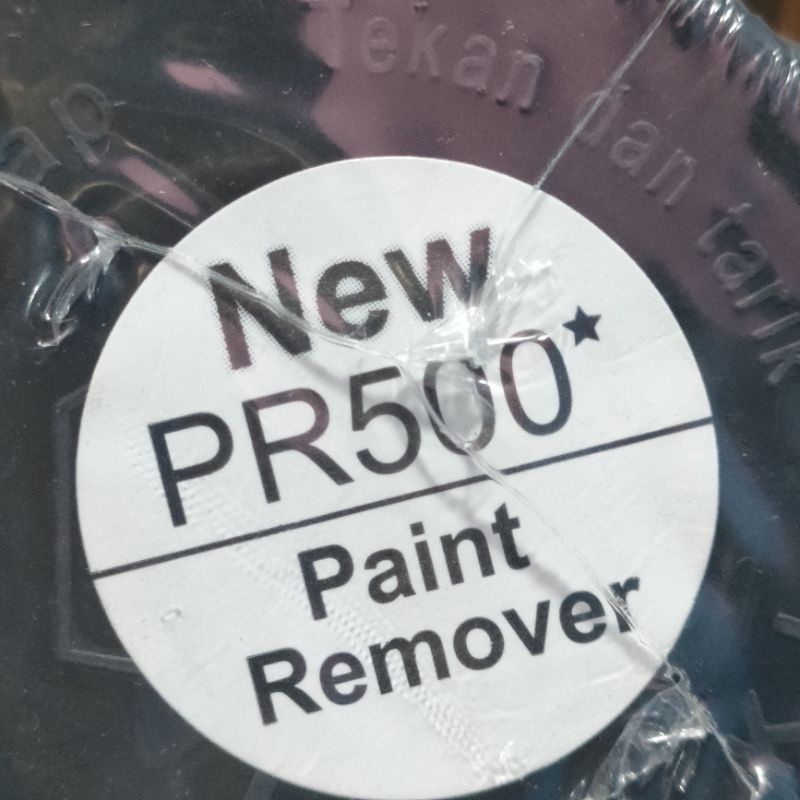 Tekan dan tarik
New
PR500*
Paint
Remover